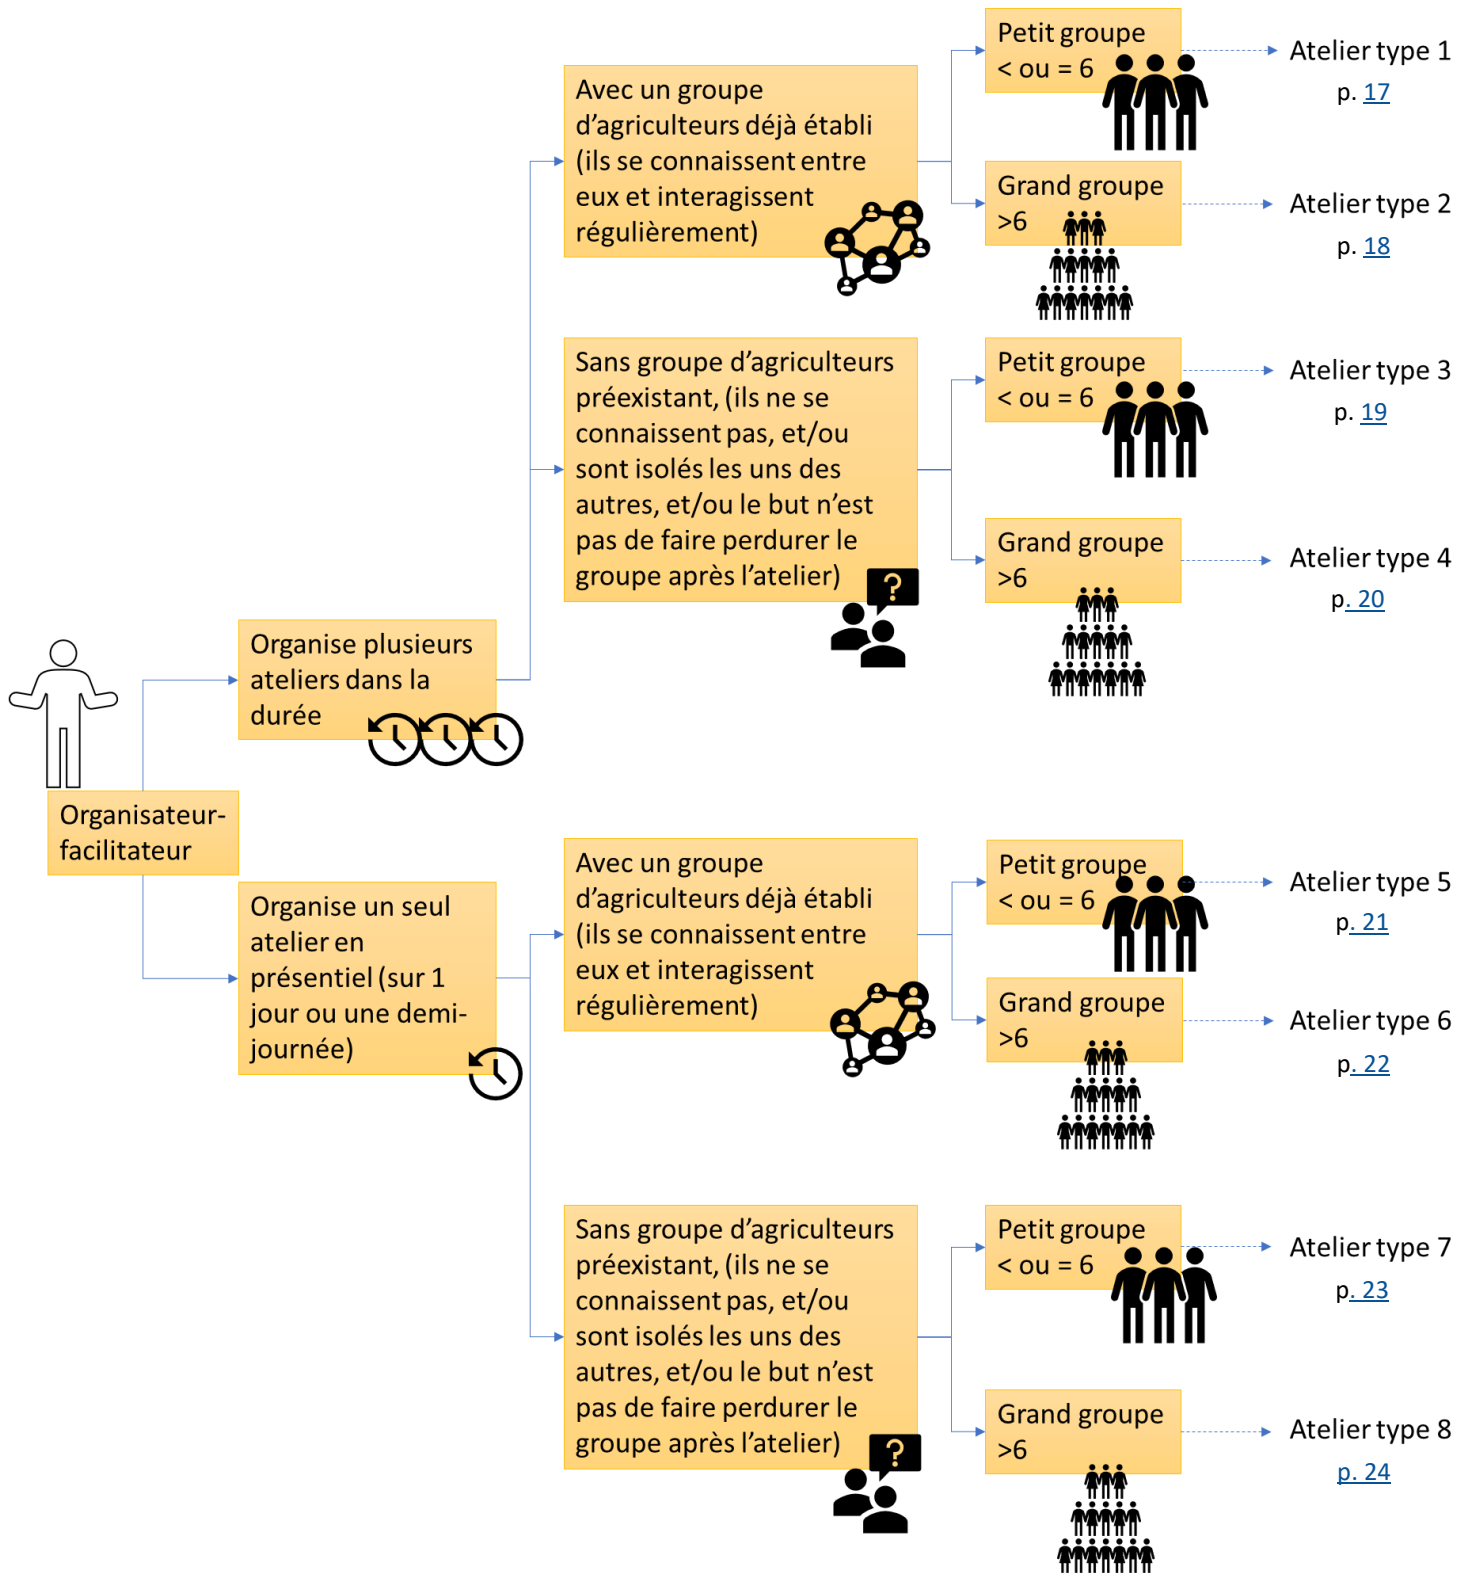 Organisateur-
facilitateur
Organise plusieurs
ateliers dans la
durée
Avec un groupe
d’agriculteurs déjà établi
(ils se connaissent entre
eux et interagissent
régulièrement)
Petit groupe
< ou = 6
Atelier type 1
p. 17
Grand groupe
>6
Atelier type 2
p. 18
Sans groupe d’agriculteurs
préexistant, (ils ne se
connaissent pas, et/ou
sont isolés les uns des
autres, et/ou le but n’est
pas de faire perdurer le
groupe après l’atelier)
?
Petit groupe
< ou = 6
Atelier type 3
p. 19
Grand groupe
>6
Atelier type 4
p. 20
Organise un seul
atelier en
présentiel (sur 1
jour ou une demi-
journée)
Avec un groupe
d’agriculteurs déjà établi
(ils se connaissent entre
eux et interagissent
régulièrement)
Petit groupe
< ou = 6
Atelier type 5
p. 21
Grand groupe
>6
Atelier type 6
p. 22
Sans groupe d’agriculteurs
préexistant, (ils ne se
connaissent pas, et/ou
sont isolés les uns des
autres, et/ou le but n’est
pas de faire perdurer le
groupe après l’atelier)
?
Petit groupe
< ou = 6
Atelier type 7
p. 23
Grand groupe
>6
Atelier type 8
p. 24